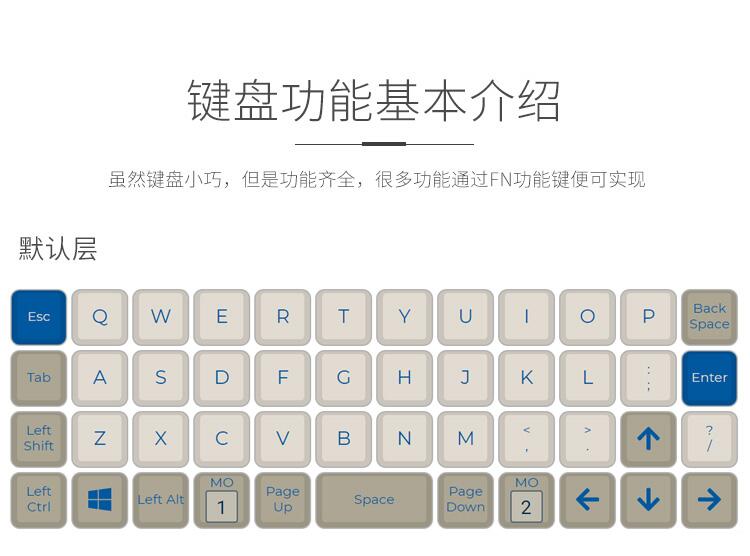 键盘功能基本介绍
虽然键盘小巧，但是功能齐全，很多功能通过FN功能键便可实现
默认层
Esc Q W E R T Y U I O P Back Space
Tab A S D F G H J K L : ; Enter
Left Shift Z X C V B N M < , > . ? /
Left Ctrl Left Alt MO 1 Page Up Space Page Down MO 2